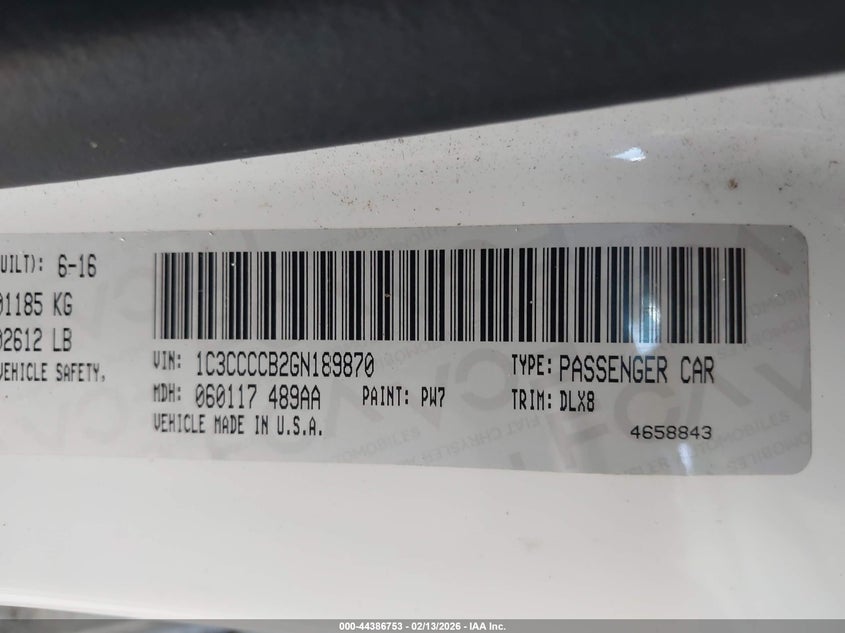 UILT): 6-16
01185 KG
02612 LB
VEHICLE SAFETY,
VIN: 1C3CCCCB2GN189870 TYPE: PASSENGER CAR
MDH: 060117 489AA PAINT: PW7 TRIM: DLX8
VEHICLE MADE IN U.S.A. 4658843
000-44386753 - 02/13/2026 - IAA Inc.